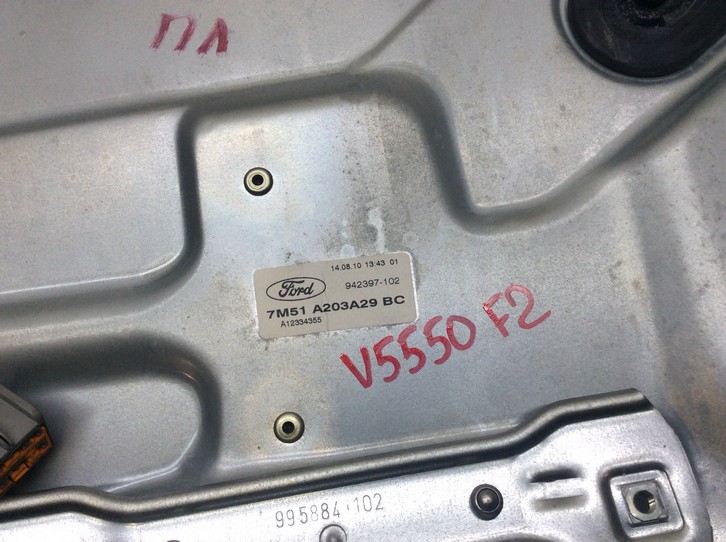 ПЛ
14.08.10 13:43 01
Ford
942397-102
7M51 A203A29 BC
A12334355
V5550 F2
995884·102